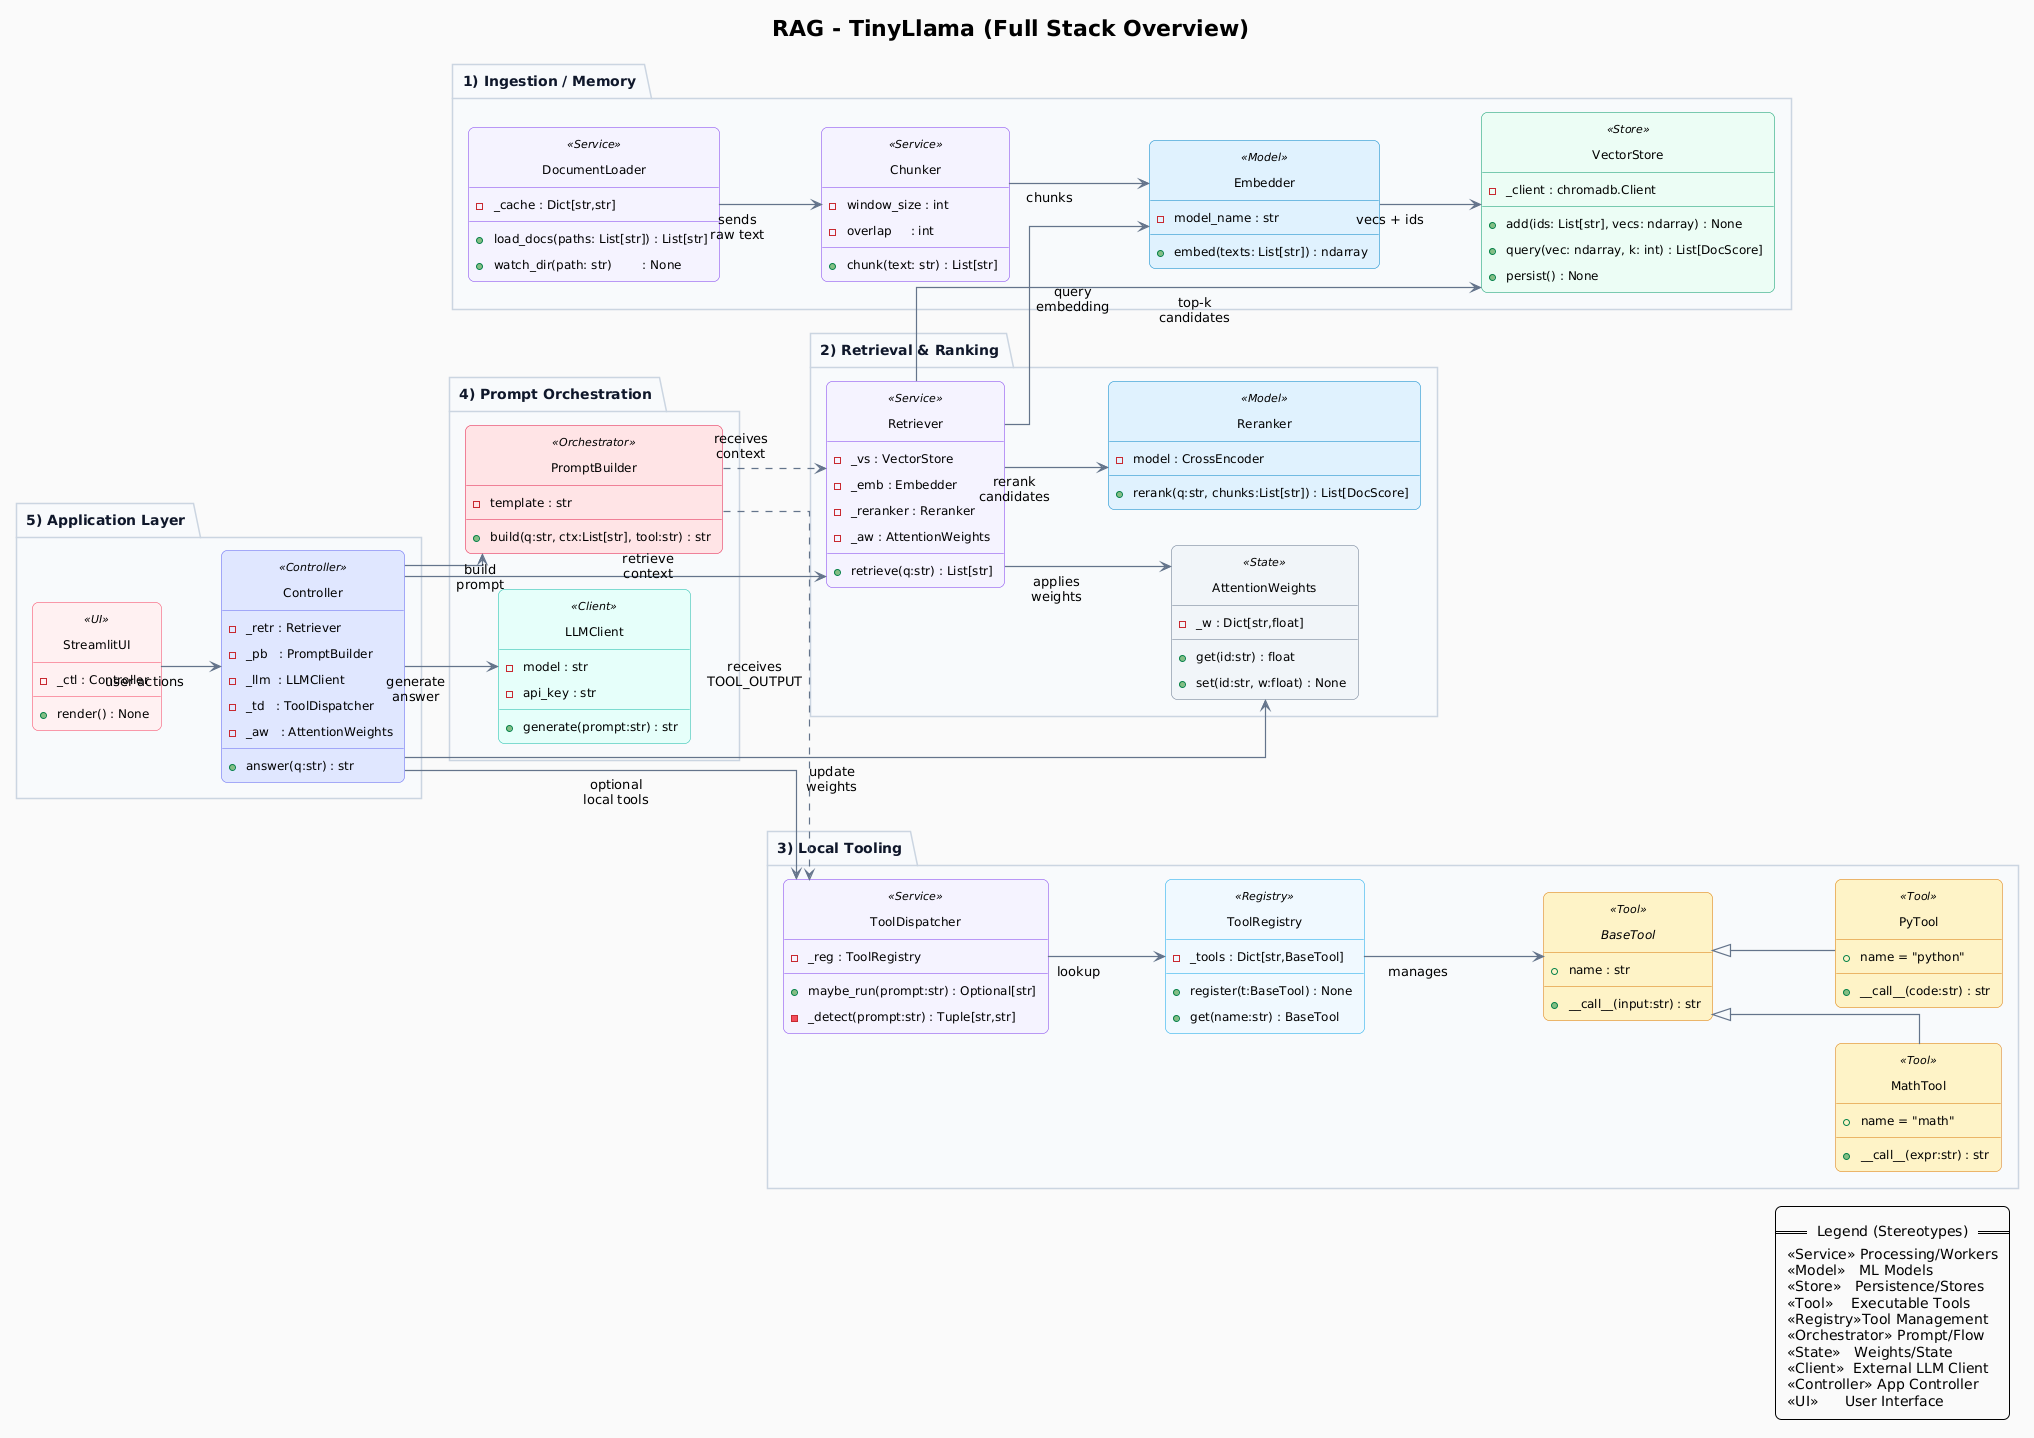 RAG - TinyLlama (Full Stack Overview)
1) Ingestion / Memory
«Service»
DocumentLoader
_cache : Dict[str,str]
load_docs(paths: List[str]) : List[str]
watch_dir(path: str) : None
sends
raw text
«Service»
Chunker
window_size : int
overlap : int
chunk(text: str) : List[str]
chunks
«Model»
Embedder
model_name : str
embed(texts: List[str]) : ndarray
vecs + ids
«Store»
VectorStore
_client : chromadb.Client
add(ids: List[str], vecs: ndarray) : None
query(vec: ndarray, k: int) : List[DocScore]
persist() : None
query
embedding
top-k
candidates
2) Retrieval & Ranking
«Service»
Retriever
_vs : VectorStore
_emb : Embedder
_reranker : Reranker
_aw : AttentionWeights
retrieve(q:str) : List[str]
rerank
candidates
«Model»
Reranker
model : CrossEncoder
rerank(q:str, chunks:List[str]) : List[DocScore]
applies
weights
«State»
AttentionWeights
_w : Dict[str,float]
get(id:str) : float
set(id:str, w:float) : None
4) Prompt Orchestration
«Orchestrator»
PromptBuilder
template : str
build(q:str, ctx:List[str], tool:str) : str
receives
context
build
prompt
retrieve
context
«Client»
LLMClient
model : str
api_key : str
generate(prompt:str) : str
receives
TOOL_OUTPUT
5) Application Layer
«UI»
StreamlitUI
_ctl : Controller
render() : None
user actions
«Controller»
Controller
_retr : Retriever
_pb : PromptBuilder
_llm : LLMClient
_td : ToolDispatcher
_aw : AttentionWeights
answer(q:str) : str
generate
answer
optional
local tools
update
weights
3) Local Tooling
«Service»
ToolDispatcher
_reg : ToolRegistry
maybe_run(prompt:str) : Optional[str]
_detect(prompt:str) : Tuple[str,str]
lookup
«Registry»
ToolRegistry
_tools : Dict[str,BaseTool]
register(t:BaseTool) : None
get(name:str) : BaseTool
manages
«Tool»
BaseTool
name : str
__call__(input:str) : str
«Tool»
PyTool
name = "python"
__call__(code:str) : str
«Tool»
MathTool
name = "math"
__call__(expr:str) : str
Legend (Stereotypes)
«Service» Processing/Workers
«Model» ML Models
«Store» Persistence/Stores
«Tool» Executable Tools
«Registry»Tool Management
«Orchestrator» Prompt/Flow
«State» Weights/State
«Client» External LLM Client
«Controller» App Controller
«UI» User Interface